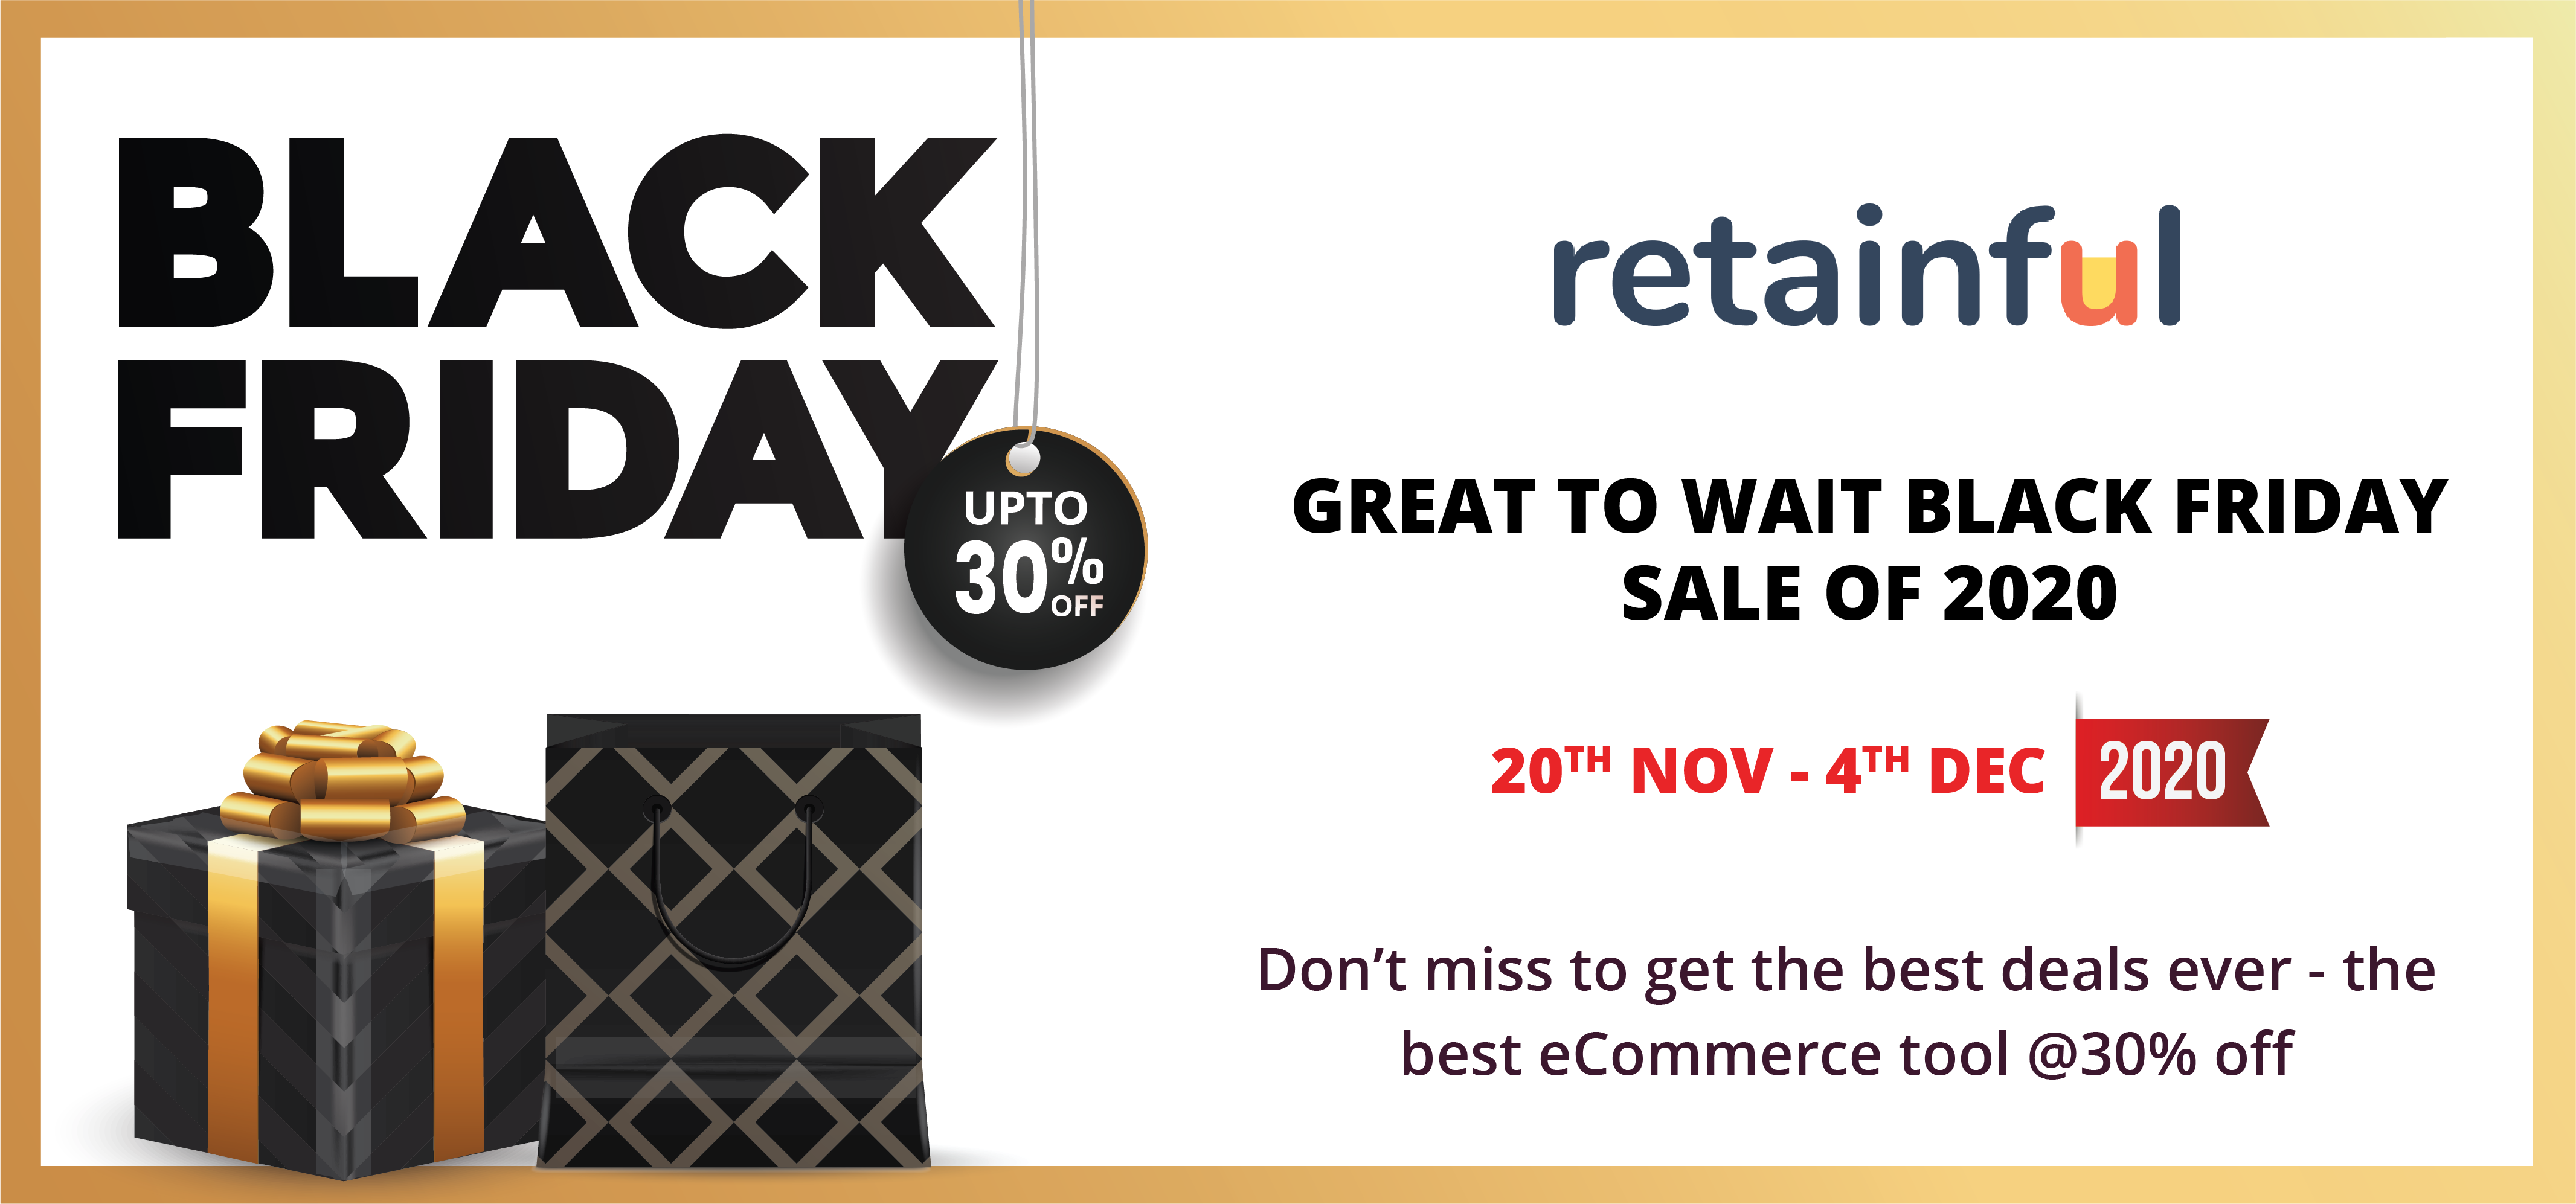 BLACK
FRIDAY
UPTO
30%
OFF
retainful
GREAT TO WAIT BLACK FRIDAY
SALE OF 2020
20TH NOV - 4TH DEC 2020
Don’t miss to get the best deals ever - the
best eCommerce tool @30% off